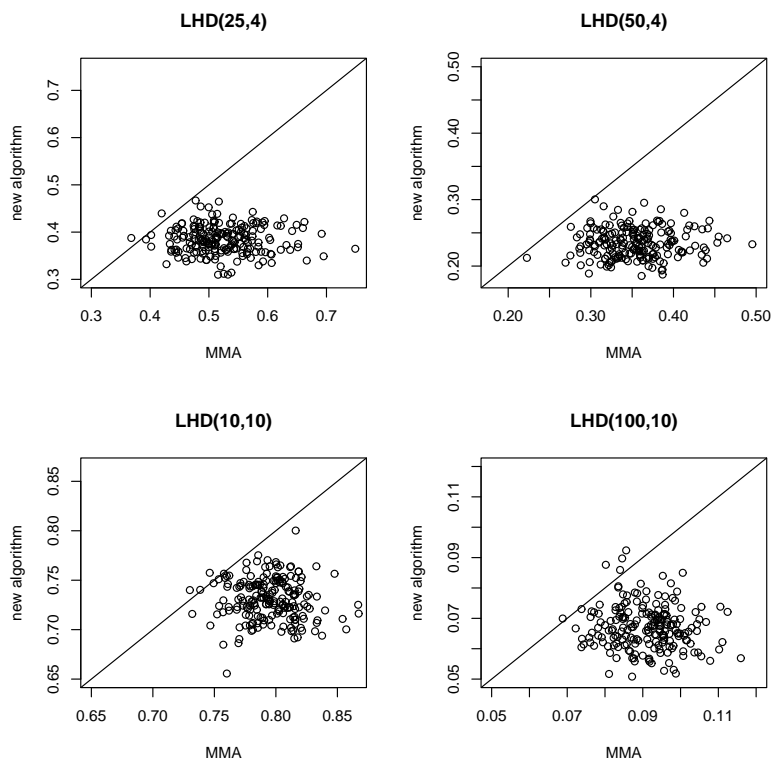 LHD(25,4)
new algorithm
0.3 0.4 0.5 0.6 0.7
0.3 0.4 0.5 0.6 0.7
MMA
LHD(50,4)
new algorithm
0.20 0.30 0.40 0.50
0.20 0.30 0.40 0.50
MMA
LHD(10,10)
new algorithm
0.65 0.70 0.75 0.80 0.85
0.65 0.70 0.75 0.80 0.85
MMA
LHD(100,10)
new algorithm
0.05 0.07 0.09 0.11
0.05 0.07 0.09 0.11
MMA